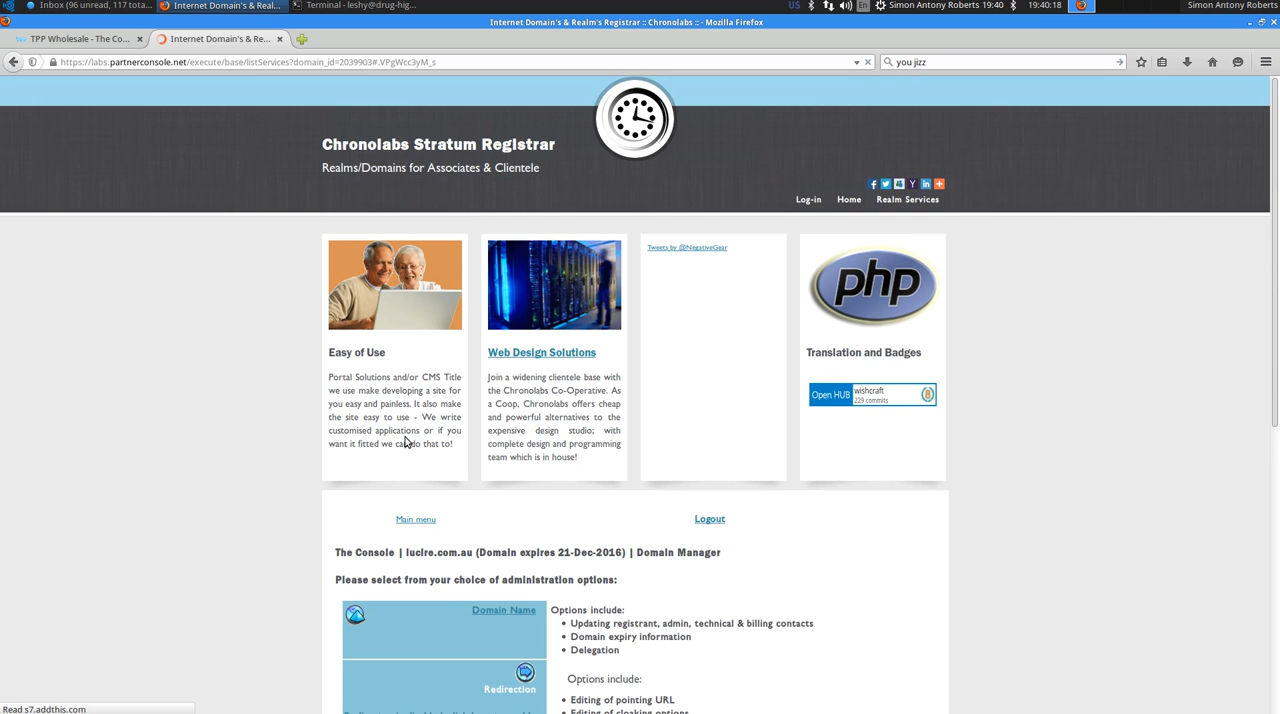 Inbox (96 unread, 117 tota...
Internet Domain's & Real...
Terminal - leshy@drug-hig...
US
En
Simon Antony Roberts 19:40
19:40:18
Simon Antony Roberts
Internet Domain's & Realm's Registrar :: Chronolabs :: - Mozilla Firefox
TPP Wholesale - The Co...
Internet Domain's & Re...
https://labs.partnerconsole.net/execute/base/listServices?domain_id=2039903#.VPgWcc3yM_s
you jizz
Chronolabs Stratum Registrar
Realms/Domains for Associates & Clientele
Log-in Home Realm Services
Easy of Use
Portal Solutions and/or CMS Title
we use make developing a site for
you easy and painless. It also make
the site easy to use - We write
customised applications or if you
want it fitted we can do that to!
Web Design Solutions
Join a widening clientele base with
the Chronolabs Co-Operative. As
a Coop, Chronolabs offers cheap
and powerful alternatives to the
expensive design studio; with
complete design and programming
team which is in house!
Tweets by @NegativeGear
php
Translation and Badges
Open HUB
wishcraft
229 commits
8
Main menu
Logout
The Console | luclre.com.au (Domain expires 21-Dec-2016) | Domain Manager
Please select from your choice of administration options:
Domain Name
Options include:
• Updating registrant, admin, technical & billing contacts
• Domain expiry information
• Delegation
Redirection
Options include:
• Editing of pointing URL
• Editing of cloaking options
Read s7.addthis.com